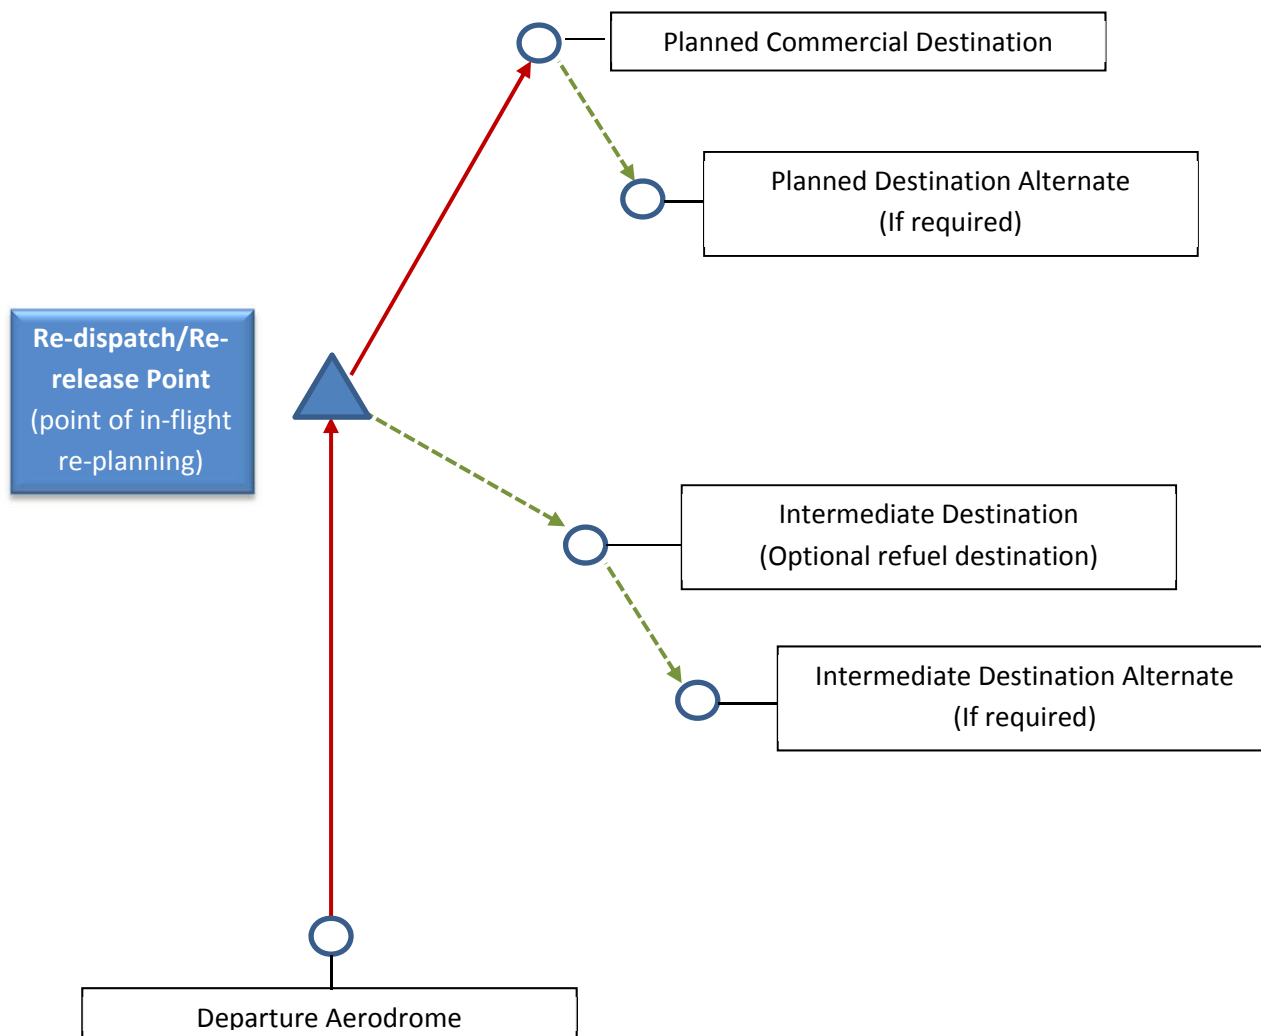 Planned Commercial Destination
Planned Destination Alternate
(If required)
Re-dispatch/Re-
release Point
(point of in-flight
re-planning)
Intermediate Destination
(Optional refuel destination)
Intermediate Destination Alternate
(If required)
Departure Aerodrome